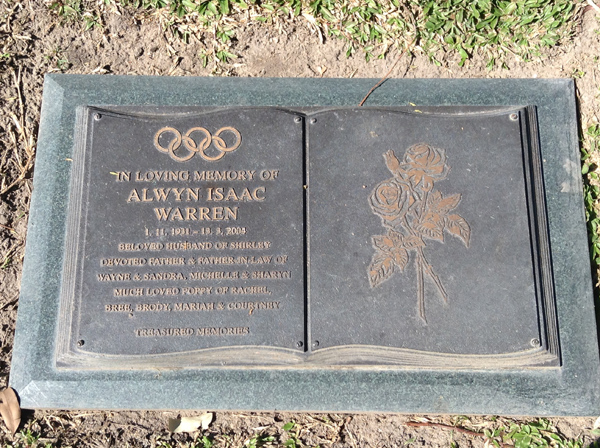 IN LOVING MEMORY OF
ALWYN ISAAC
WARREN
1. 11. 1931 - 13. 3. 2004
BELOVED HUSBAND OF SHIRLEY
DEVOTED FATHER & FATHER-IN-LAW OF
WAYNE & SANDRA, MICHELLE & SHARYN
MUCH LOVED POPPY OF RACHEL,
BREE, BRODY, MARIAH & COURTNEY
TREASURED MEMORIES